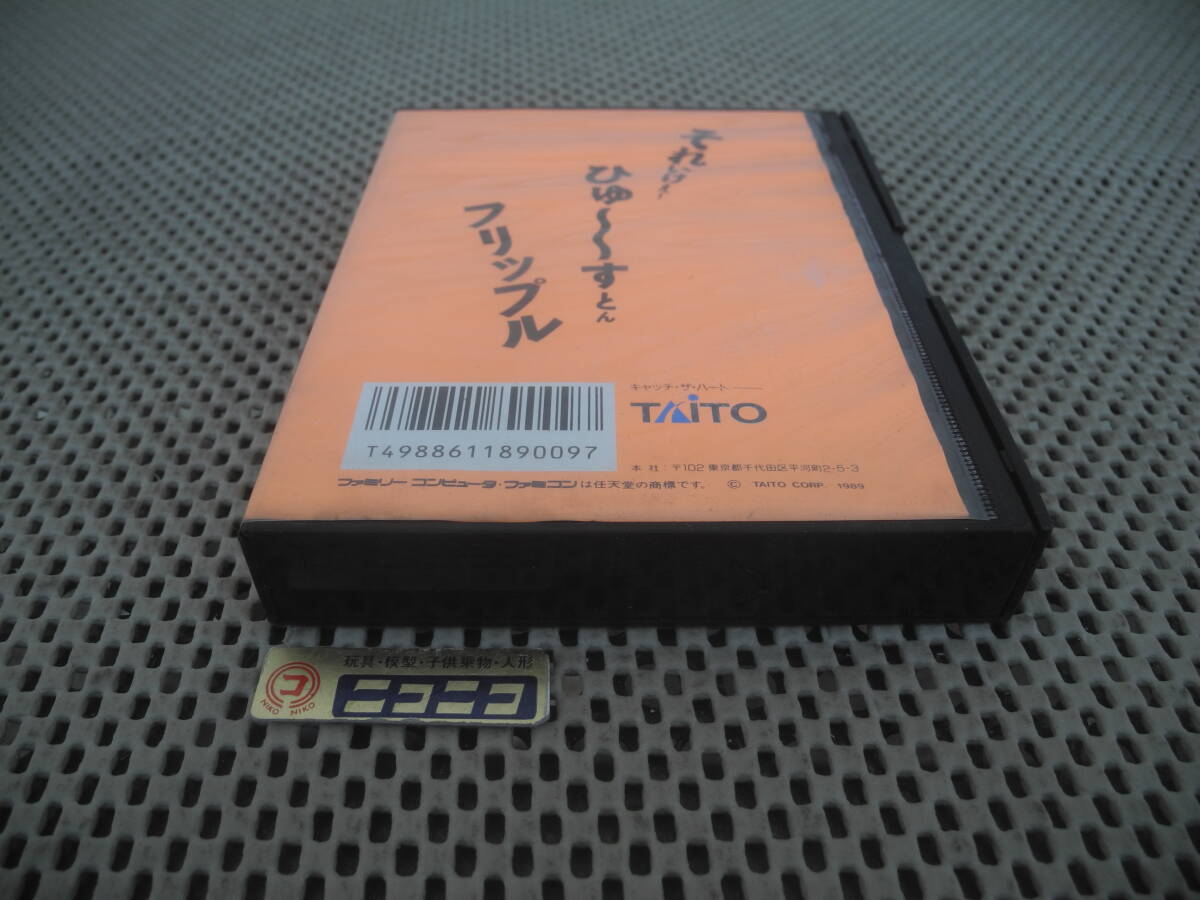 それいけ!
ひゅ〜〜すとん
フリップル
キャッチ・ザ・ハート
TAITO
T4988611890097
本社:〒102 東京都千代田区平河町2-5-3
ファミリーコンピュータ・ファミコンは任天堂の商標です。 © TAITO CORP. 1989
玩具・模型・子供乗物・人形
コ
NIKO NIKO
ニコニコ